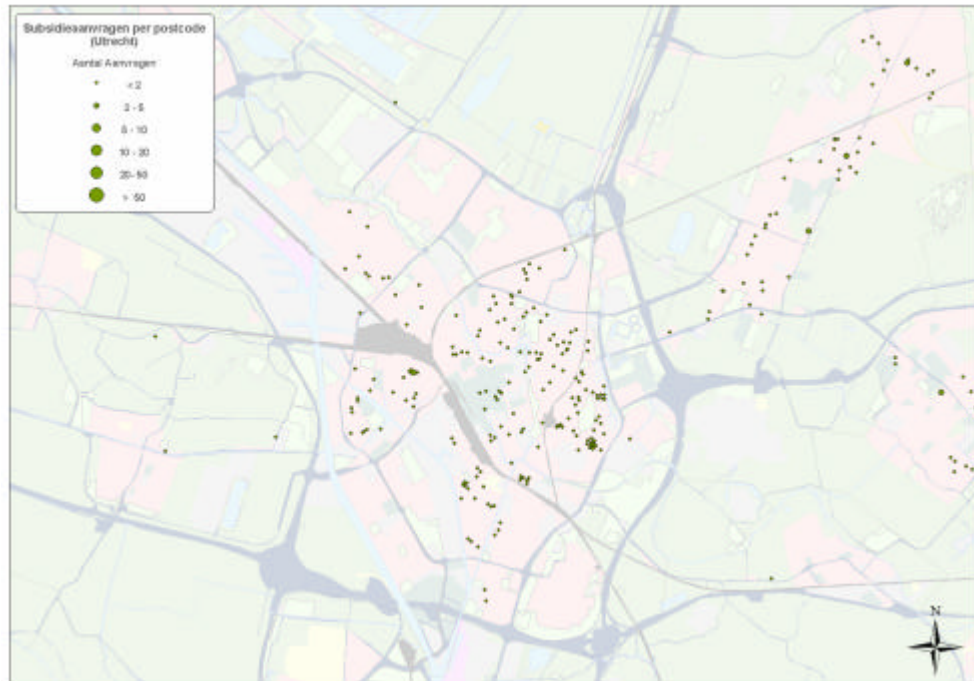 Subsidieaanvragen per postcode
(Utrecht)
Aantal Aanvragen
< 2
2 - 5
5 - 10
10 - 20
20 - 50
> 50
N